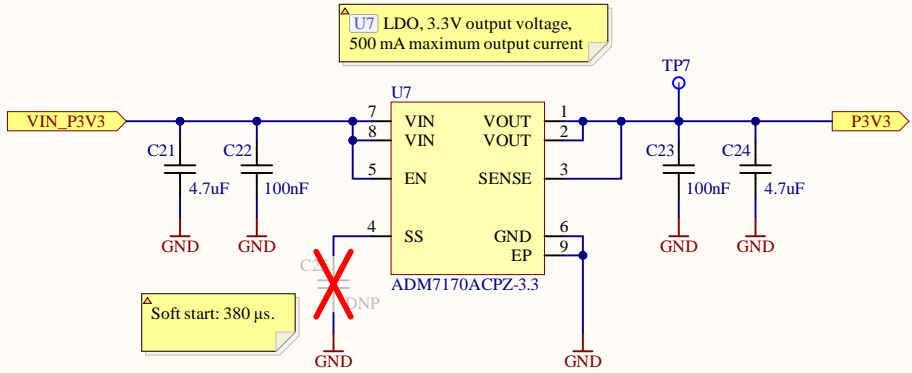 U7 LDO, 3.3V output voltage,
500 mA maximum output current
TP7
U7
VIN_P3V3
7 VIN VOUT 1
8 VIN VOUT 2
P3V3
C21
C22
C23
C24
4.7uF
100nF
5 EN SENSE 3
100nF
4.7uF
GND
GND
4 SS GND 6
EP 9
GND
GND
DNP
ADM7170ACPZ-3.3
Soft start: 380 µs.
GND
GND